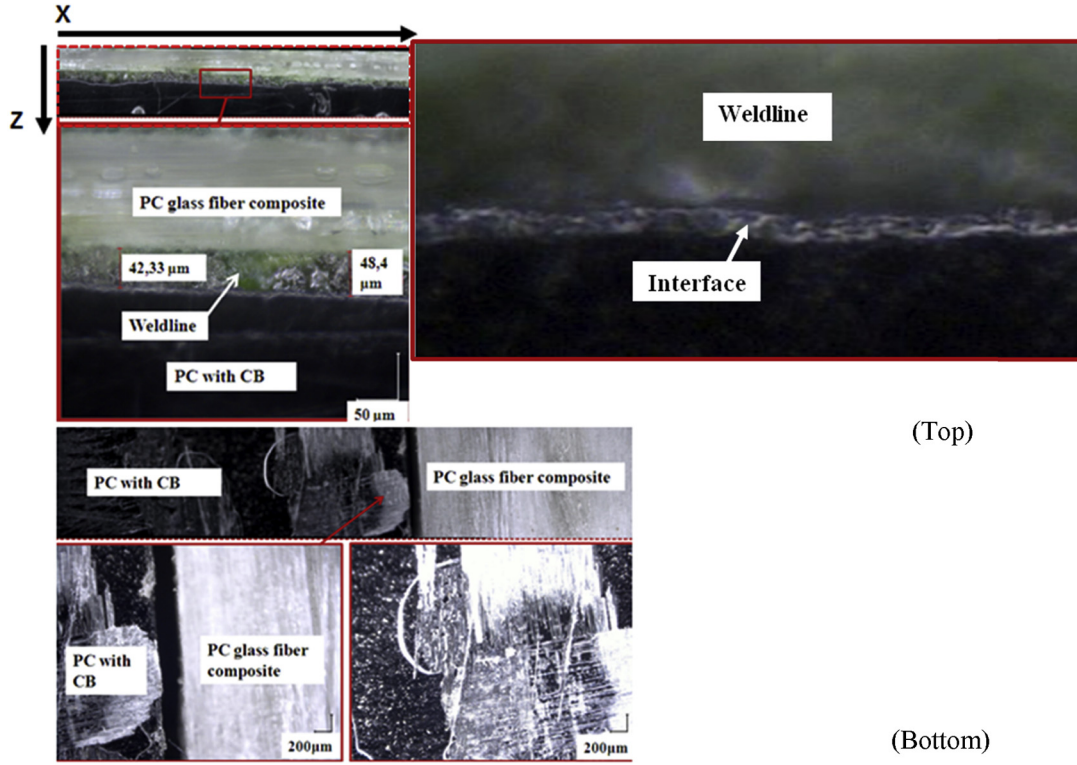 X
Z
Weldline
PC glass fiber composite
42,33 µm
48,4
µm
Interface
Weldline
PC with CB
50 µm
(Top)
PC with CB
PC glass fiber composite
PC with
CB
PC glass fiber
composite
200µm
200µm
(Bottom)